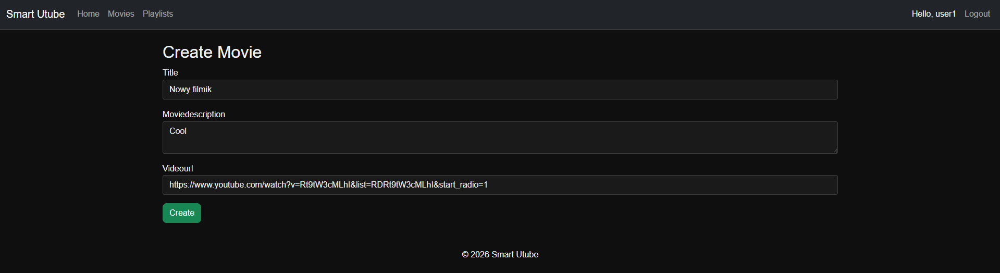 Smart Utube Home Movies Playlists Hello, user1 Logout
Create Movie
Title
Nowy filmik
Moviedescription
Cool
Videourl
https://www.youtube.com/watch?v=Rt9tW3cMLhI&list=RDRt9tW3cMLhI&start_radio=1
Create
© 2026 Smart Utube